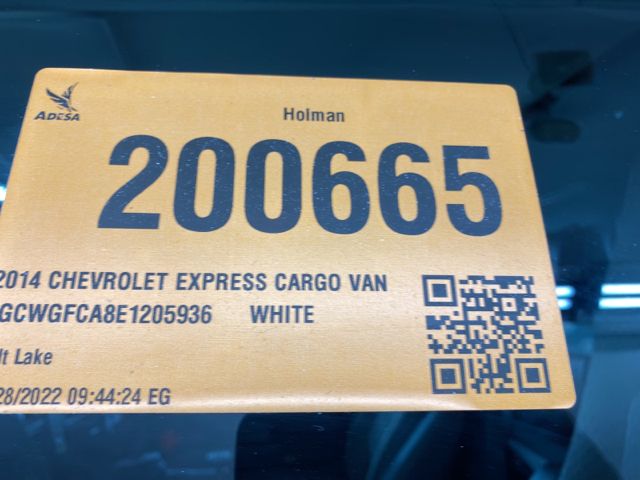 ADESA
Holman
200665
2014 CHEVROLET EXPRESS CARGO VAN
GCWGFCA8E1205936 WHITE
lt Lake
28/2022 09:44:24 EG